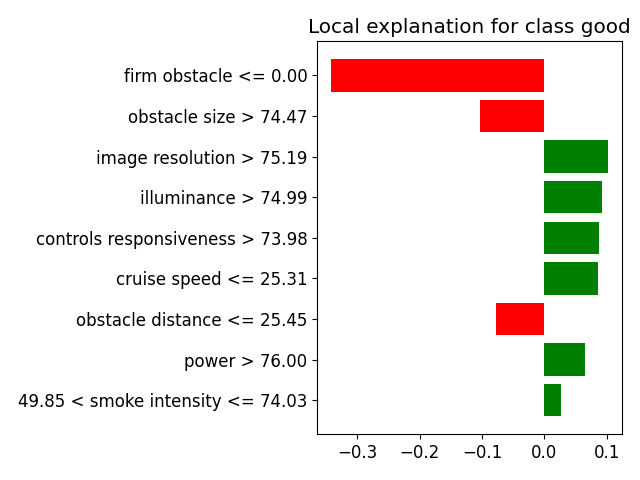 Local explanation for class good
firm obstacle <= 0.00
obstacle size > 74.47
image resolution > 75.19
illuminance > 74.99
controls responsiveness > 73.98
cruise speed <= 25.31
obstacle distance <= 25.45
power > 76.00
49.85 < smoke intensity <= 74.03
−0.3 −0.2 −0.1 0.0 0.1